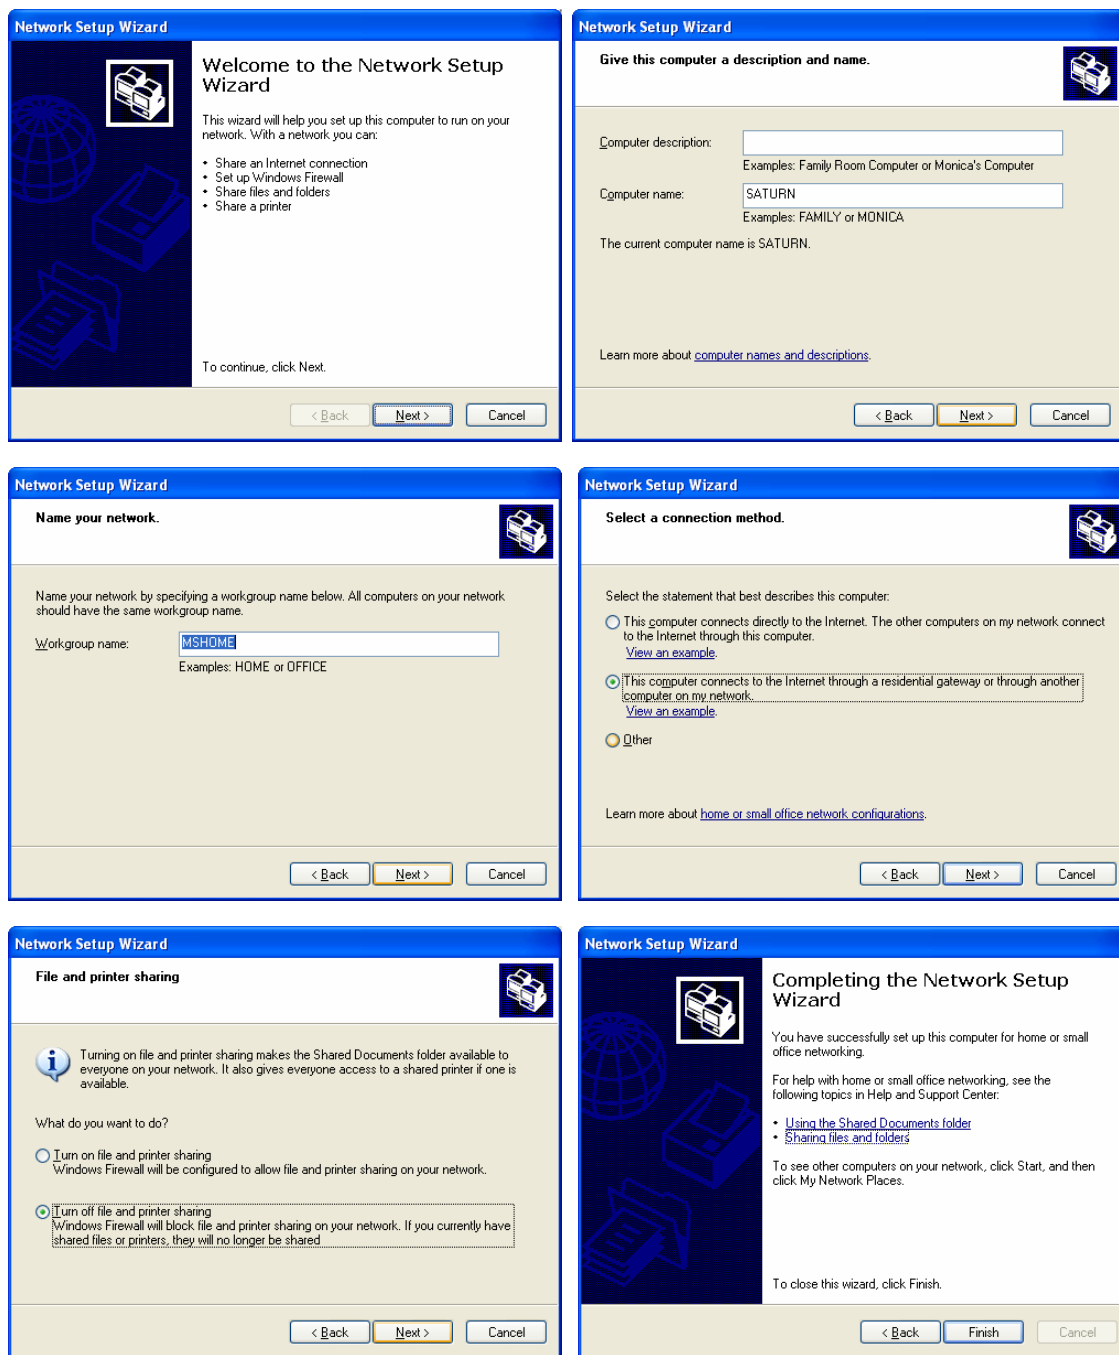 Network Setup Wizard
Welcome to the Network Setup
Wizard
This wizard will help you set up this computer to run on your
network. With a network you can:
• Share an Internet connection
• Set up Windows Firewall
• Share files and folders
• Share a printer
To continue, click Next.
< Back Next > Cancel
Network Setup Wizard
Give this computer a description and name.
Computer description:
Examples: Family Room Computer or Monica's Computer
Computer name: SATURN
Examples: FAMILY or MONICA
The current computer name is SATURN.
Learn more about computer names and descriptions.
< Back Next > Cancel
Network Setup Wizard
Name your network.
Name your network by specifying a workgroup name below. All computers on your network
should have the same workgroup name.
Workgroup name: MSHOME
Examples: HOME or OFFICE
< Back Next > Cancel
Network Setup Wizard
Select a connection method.
Select the statement that best describes this computer:
This computer connects directly to the Internet. The other computers on my network connect
to the Internet through this computer.
View an example.
This computer connects to the Internet through a residential gateway or through another
computer on my network.
View an example.
Other
Learn more about home or small office network configurations.
< Back Next > Cancel
Network Setup Wizard
File and printer sharing
Turning on file and printer sharing makes the Shared Documents folder available to
everyone on your network. It also gives everyone access to a shared printer if one is
available.
What do you want to do?
Turn on file and printer sharing
Windows Firewall will be configured to allow file and printer sharing on your network.
Turn off file and printer sharing
Windows Firewall will block file and printer sharing on your network. If you currently have
shared files or printers, they will no longer be shared
< Back Next > Cancel
Network Setup Wizard
Completing the Network Setup
Wizard
You have successfully set up this computer for home or small
office networking.
For help with home or small office networking, see the
following topics in Help and Support Center:
• Using the Shared Documents folder
• Sharing files and folders
To see other computers on your network, click Start, and then
click My Network Places.
To close this wizard, click Finish.
< Back Finish Cancel